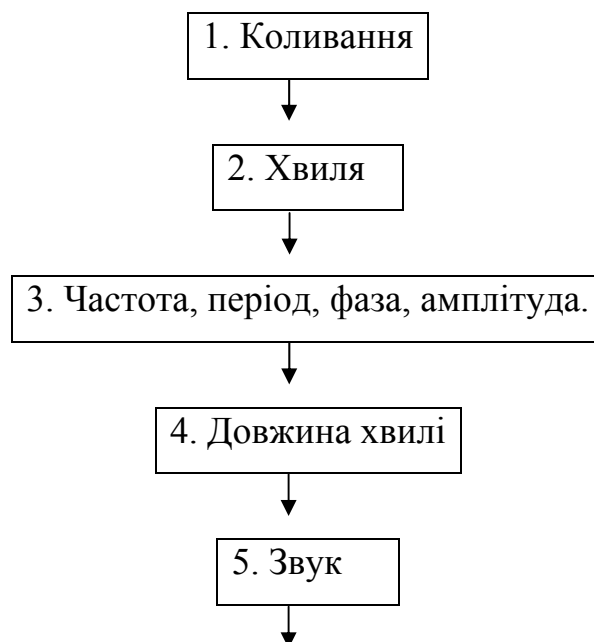 1. Коливання
2. Хвиля
3. Частота, період, фаза, амплітуда.
4. Довжина хвилі
5. Звук